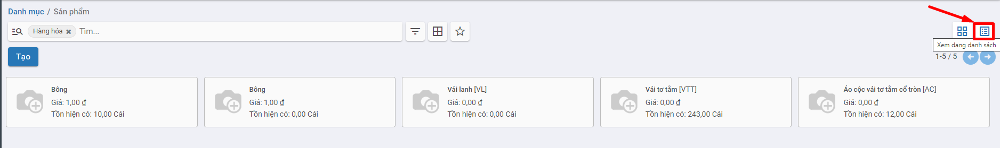 Danh mục / Sản phẩm
Hàng hóa Tìm...
Xem dạng danh sách
Tạo
1-5 / 5
Bông
Giá: 1,00 ₫
Tồn hiện có: 10,00 Cái
Bông
Giá: 1,00 ₫
Tồn hiện có: 0,00 Cái
Vải lanh [VL]
Giá: 0,00 ₫
Tồn hiện có: 0,00 Cái
Vải tơ tằm [VTT]
Giá: 0,00 ₫
Tồn hiện có: 243,00 Cái
Áo cộc vải tơ tằm cổ tròn [AC]
Giá: 0,00 ₫
Tồn hiện có: 12,00 Cái